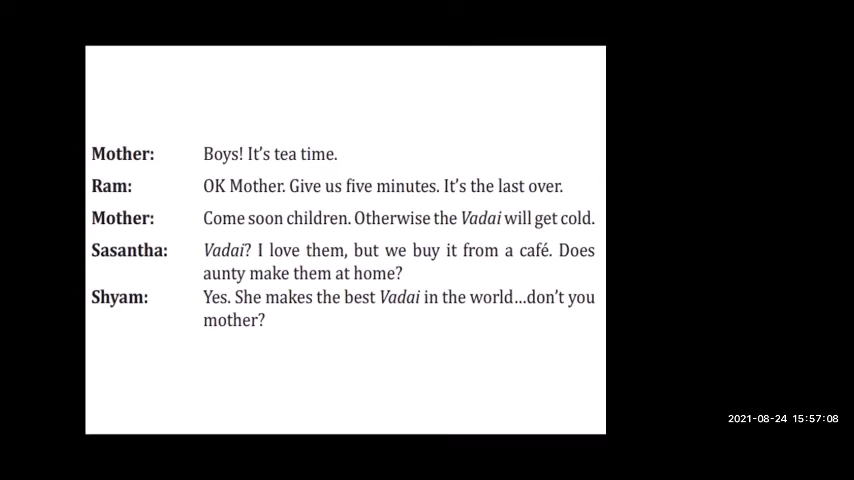 Mother: Boys! It's tea time.
Ram: OK Mother. Give us five minutes. It's the last over.
Mother: Come soon children. Otherwise the Vadai will get cold.
Sasantha: Vadai? I love them, but we buy it from a café. Does
aunty make them at home?
Shyam: Yes. She makes the best Vadai in the world...don't you
mother?
2021-08-24 15:57:08